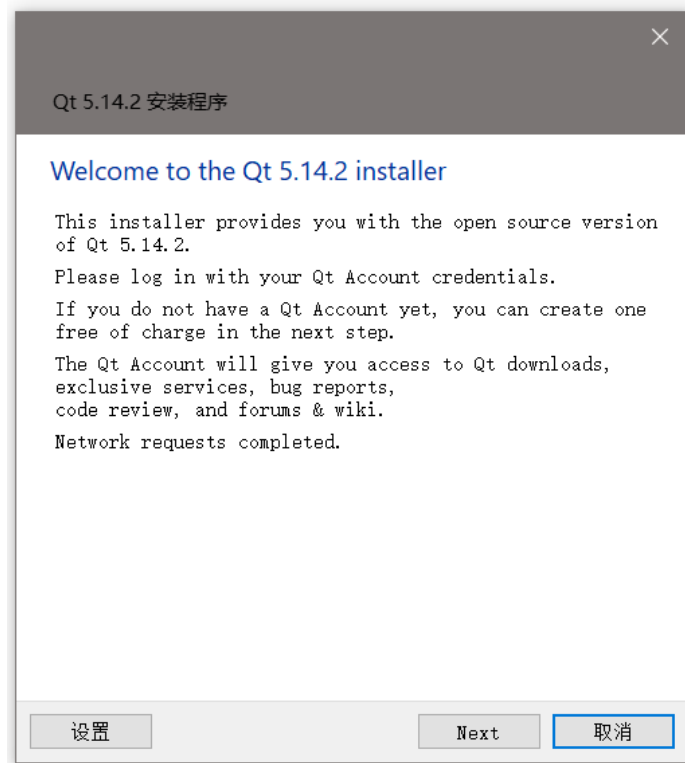 Qt 5.14.2 安装程序
Welcome to the Qt 5.14.2 installer
This installer provides you with the open source version
of Qt 5.14.2.
Please log in with your Qt Account credentials.
If you do not have a Qt Account yet, you can create one
free of charge in the next step.
The Qt Account will give you access to Qt downloads,
exclusive services, bug reports,
code review, and forums & wiki.
Network requests completed.
设置
Next
取消